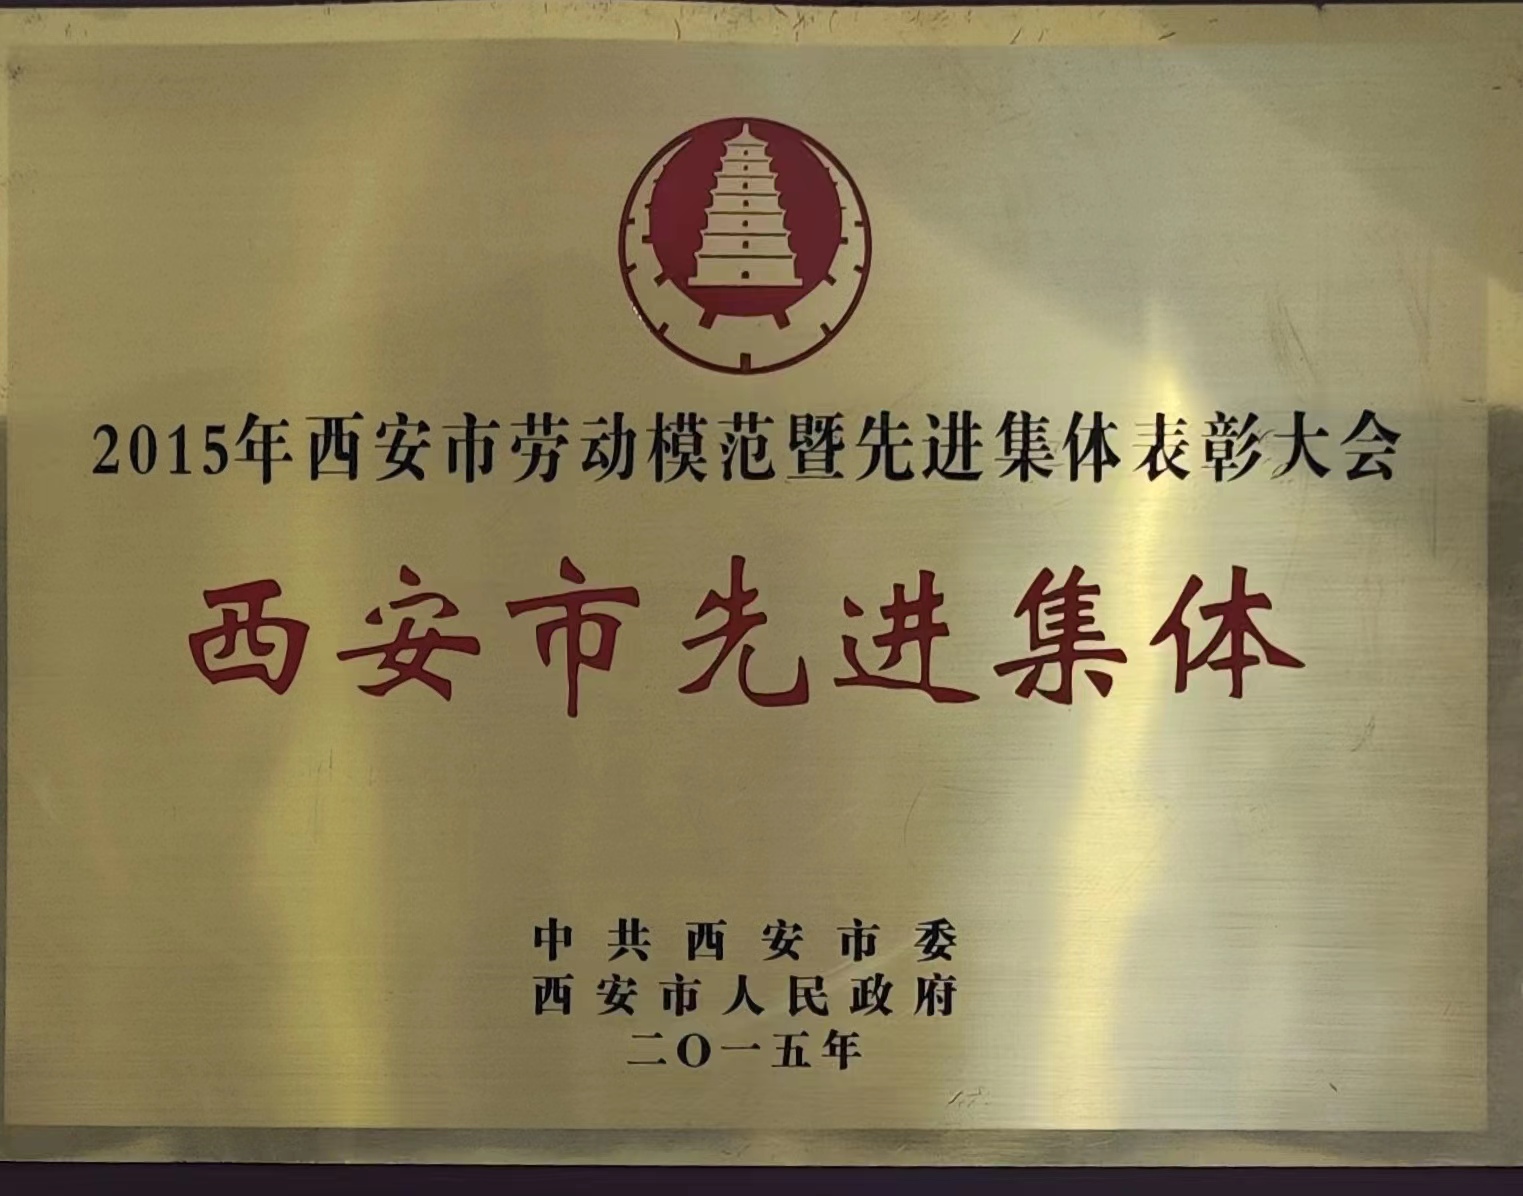 2015年西安市劳动模范暨先进集体表彰大会
西安市先进集体
中共西安市委
西安市人民政府
二〇一五年